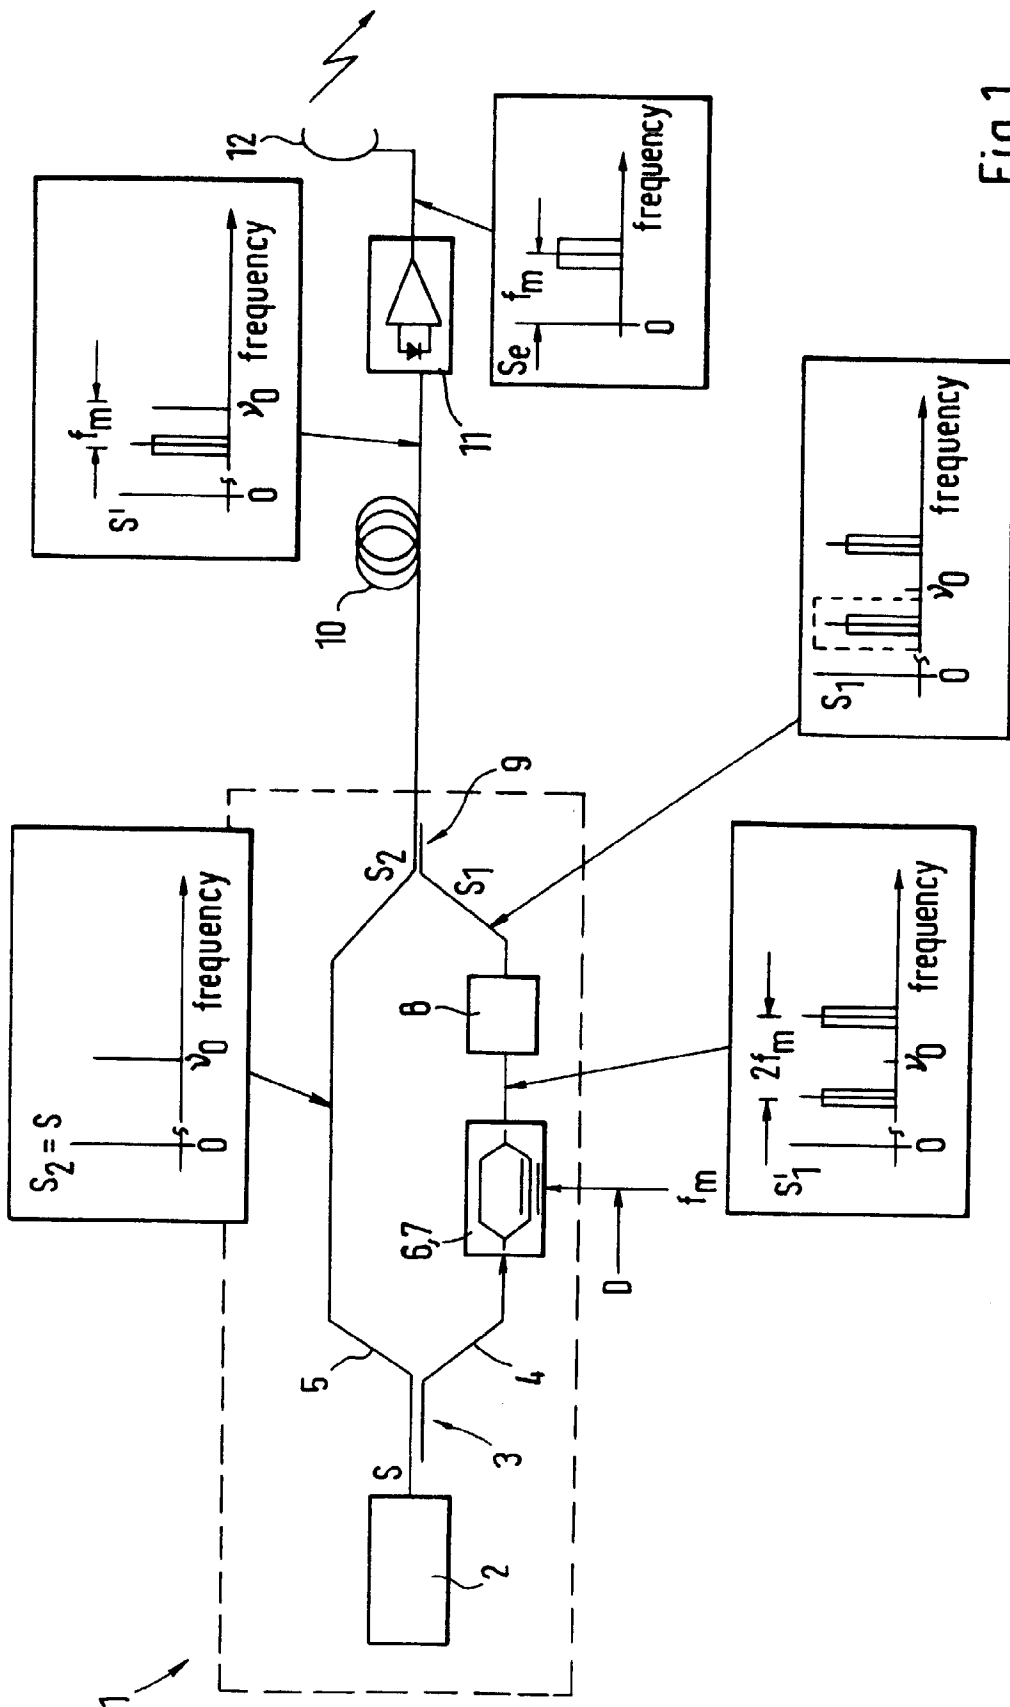 1
2
S
3
4
5
6,7
8
S2
S1
9
10
11
12
D
fm
S2 = S
0
ν0
frequency
S'1
2fm
0
ν0
frequency
S1
0
ν0
frequency
S'
fm
0
ν0
frequency
Se
fm
0
frequency
Fig.1